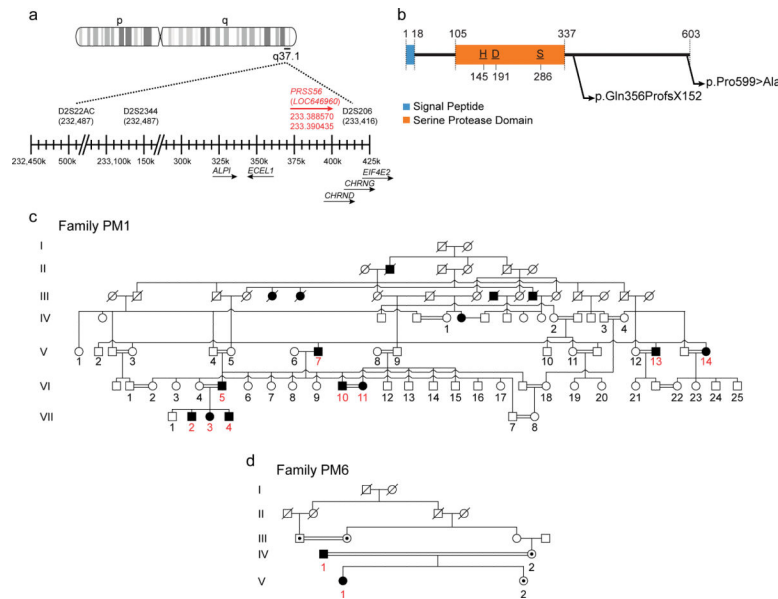 a
p
q
q37.1
PRSS56
(LOC646960)
D2S22AC
(232,487)
D2S2344
(232,487)
233.388570
233.390435
D2S206
(233,416)
232,450k
500k
233,100k
150k
300k
325k
350k
375k
400k
425k
ALPI
ECEL1
EIF4E2
CHRNG
CHRND
b
1 18 105 337 603
H D S
145 191 286
p.Pro599>Ala
p.Gln356ProfsX152
Signal Peptide
Serine Protease Domain
c Family PM1
I
II
III
IV
1 2 3 4
V
1 2 3 4 5 6 7 8 9 10 11 12 13 14
VI
1 2 3 4 5 6 7 8 9 10 11 12 13 14 15 16 17 18 19 20 21 22 23 24 25
VII
1 2 3 4 7 8
d Family PM6
I
II
III
IV
1 2
V
1 2